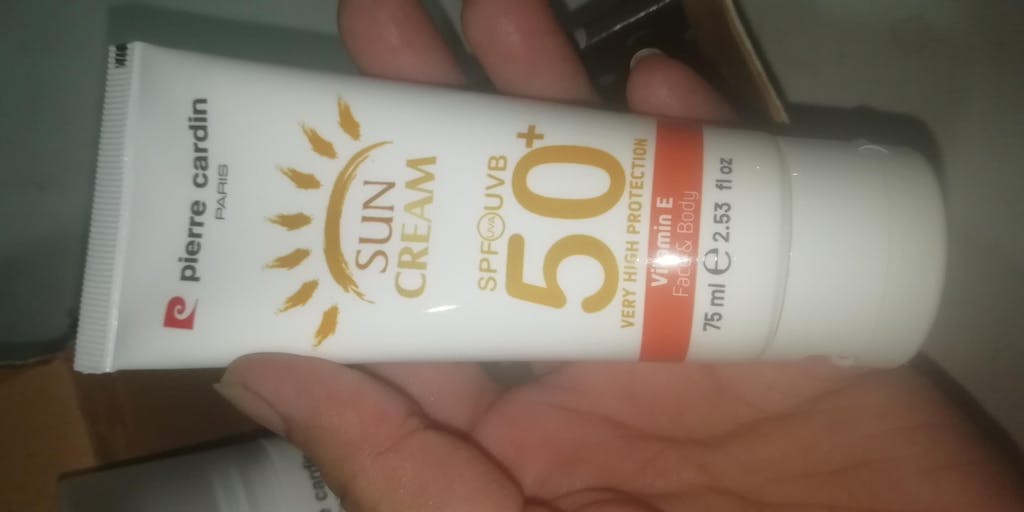 pierre cardin
PARIS
SUN
CREAM
SPF UVA UVB
50+
VERY HIGH PROTECTION
Vitamin E
Face & Body
75 ml e 2.53 fl oz
cardin